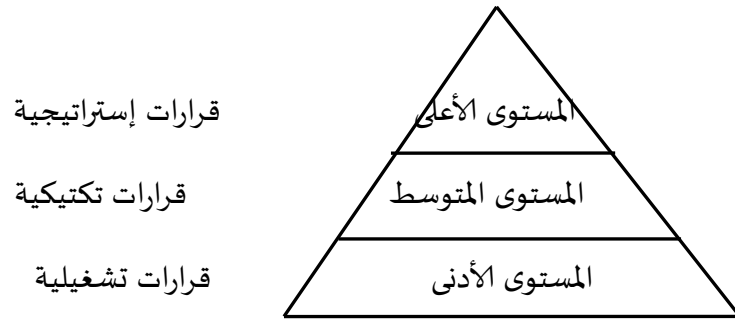 المستوى الأعلى قرارات إستراتيجية
المستوى المتوسط قرارات تكتيكية
المستوى الأدنى قرارات تشغيلية